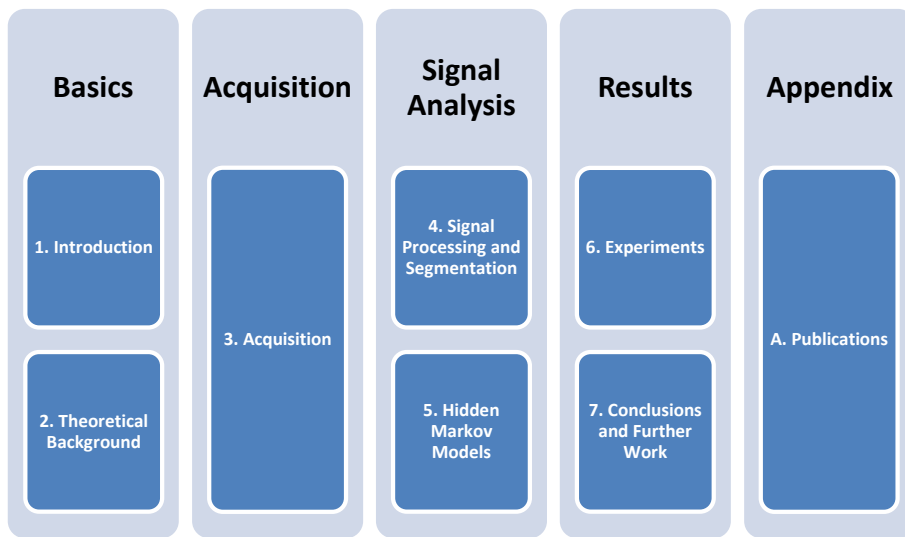 Basics
1. Introduction
2. Theoretical
Background
Acquisition
3. Acquisition
Signal
Analysis
4. Signal
Processing and
Segmentation
5. Hidden
Markov
Models
Results
6. Experiments
7. Conclusions
and Further
Work
Appendix
A. Publications